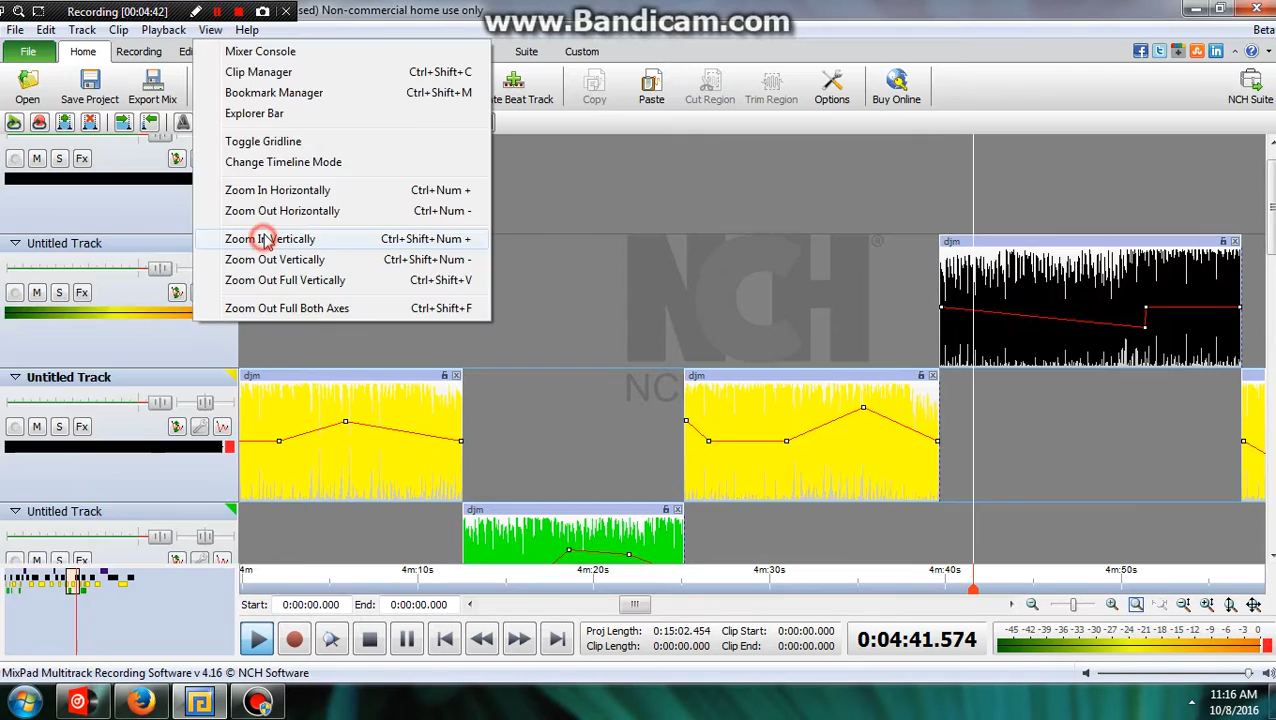 Recording [00:04:42]
sed) Non-commercial home use only
www.Bandicam.com
File Edit Track Clip Playback View Help
Beta
File Home Recording Edi Suite Custom
Open Save Project Export Mix te Beat Track Copy Paste Cut Region Trim Region Options Buy Online NCH Suite
Mixer Console
Clip Manager Ctrl+Shift+C
Bookmark Manager Ctrl+Shift+M
Explorer Bar
Toggle Gridline
Change Timeline Mode
Zoom In Horizontally Ctrl+Num +
Zoom Out Horizontally Ctrl+Num -
Zoom In Vertically Ctrl+Shift+Num +
Zoom Out Vertically Ctrl+Shift+Num -
Zoom Out Full Vertically Ctrl+Shift+V
Zoom Out Full Both Axes Ctrl+Shift+F
M S Fx
Untitled Track
djm
NCH®
M S Fx
Untitled Track
djm
djm
NC
M S
Untitled Track
djm
4m 4m:10s 4m:20s 4m:30s 4m:40s 4m:50s
Start: 0:00:00.000 End: 0:00:00.000
Proj Length: 0:15:02.454 Clip Start: 0:00:00.000
Clip Length: 0:00:00.000 Clip End: 0:00:00.000
0:04:41.574
-45 -42 -39 -36 -33 -30 -27 -24 -21 -18 -15 -12 -9 -6 -3 0
MixPad Multitrack Recording Software v 4.16 © NCH Software
11:16 AM
10/8/2016